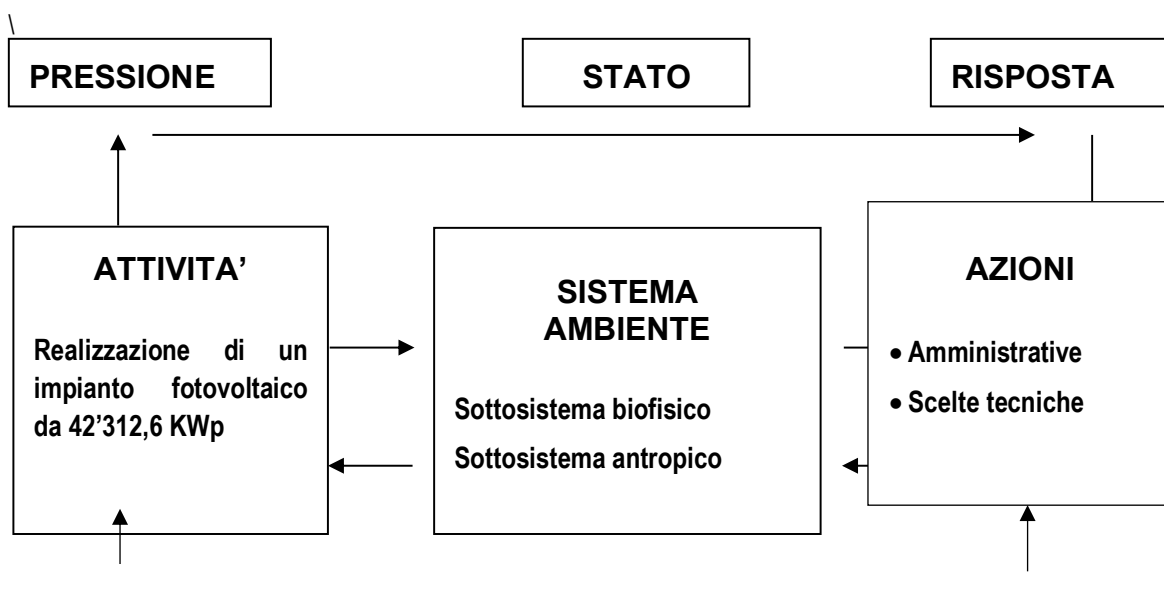 \
PRESSIONE
STATO
RISPOSTA
ATTIVITA’
Realizzazione di un
impianto fotovoltaico
da 42’312,6 KWp
SISTEMA
AMBIENTE
Sottosistema biofisico
Sottosistema antropico
AZIONI
• Amministrative
• Scelte tecniche